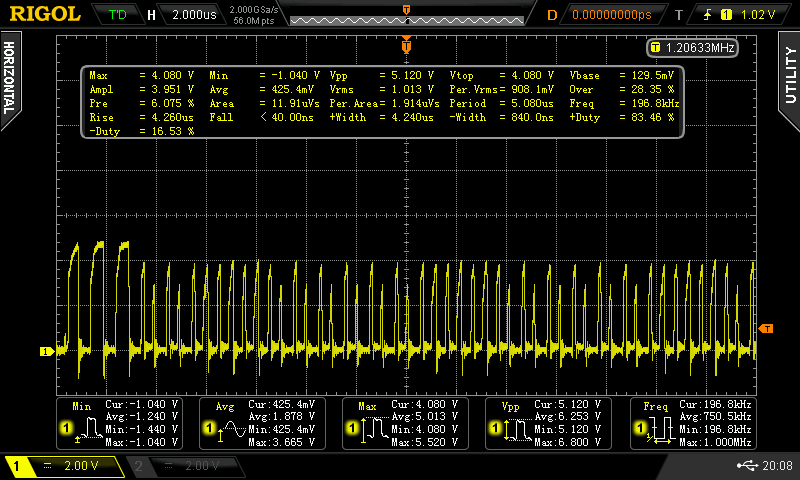 RIGOL T'D H 2.000us 2.000GSa/s 56.0M pts D 0.00000000ps T 1 1.02 V
HORIZONTAL
UTILITY
T 1.20633MHz
Max = 4.080 V Min = -1.040 V Vpp = 5.120 V Vtop = 4.080 V Vbase = 129.5mV
Ampl = 3.951 V Avg = 425.4mV Vrms = 1.013 V Per.Vrms= 908.1mV Over = 28.35 %
Pre = 6.075 % Area = 11.91uVs Per.Area= 1.914uVs Period = 5.080us Freq = 196.8kHz
Rise = 4.260us Fall < 40.00ns +Width = 4.240us -Width = 840.0ns +Duty = 83.46 %
-Duty = 16.53 %
T
T
1
Min Cur:-1.040 V
Avg:-1.240 V
Min:-1.440 V
Max:-1.040 V
1
Avg Cur:425.4mV
Avg:1.878 V
Min:425.4mV
Max:3.665 V
1
Max Cur:4.080 V
Avg:5.013 V
Min:4.080 V
Max:5.520 V
1
Vpp Cur:5.120 V
Avg:6.253 V
Min:5.120 V
Max:6.800 V
1
Freq Cur:196.8kHz
Avg:750.5kHz
Min:196.8kHz
Max:1.000MHz
1
1 2.00 V 2 2.00 V 20:08